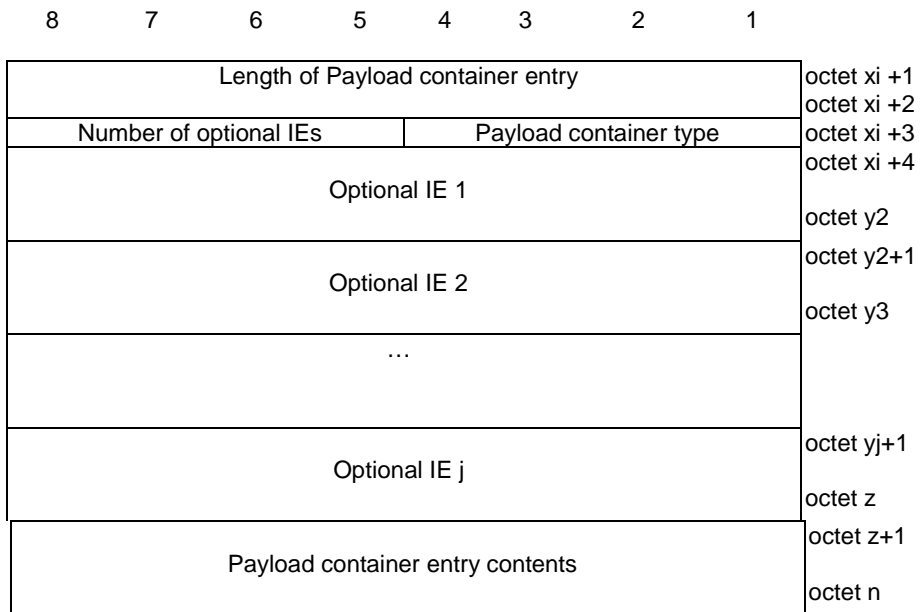 8 7 6 5 4 3 2 1
Length of Payload container entry octet xi +1
octet xi +2
Number of optional IEs Payload container type octet xi +3
octet xi +4
Optional IE 1
octet y2
octet y2+1
Optional IE 2
octet y3
…
octet yj+1
Optional IE j
octet z
octet z+1
Payload container entry contents
octet n